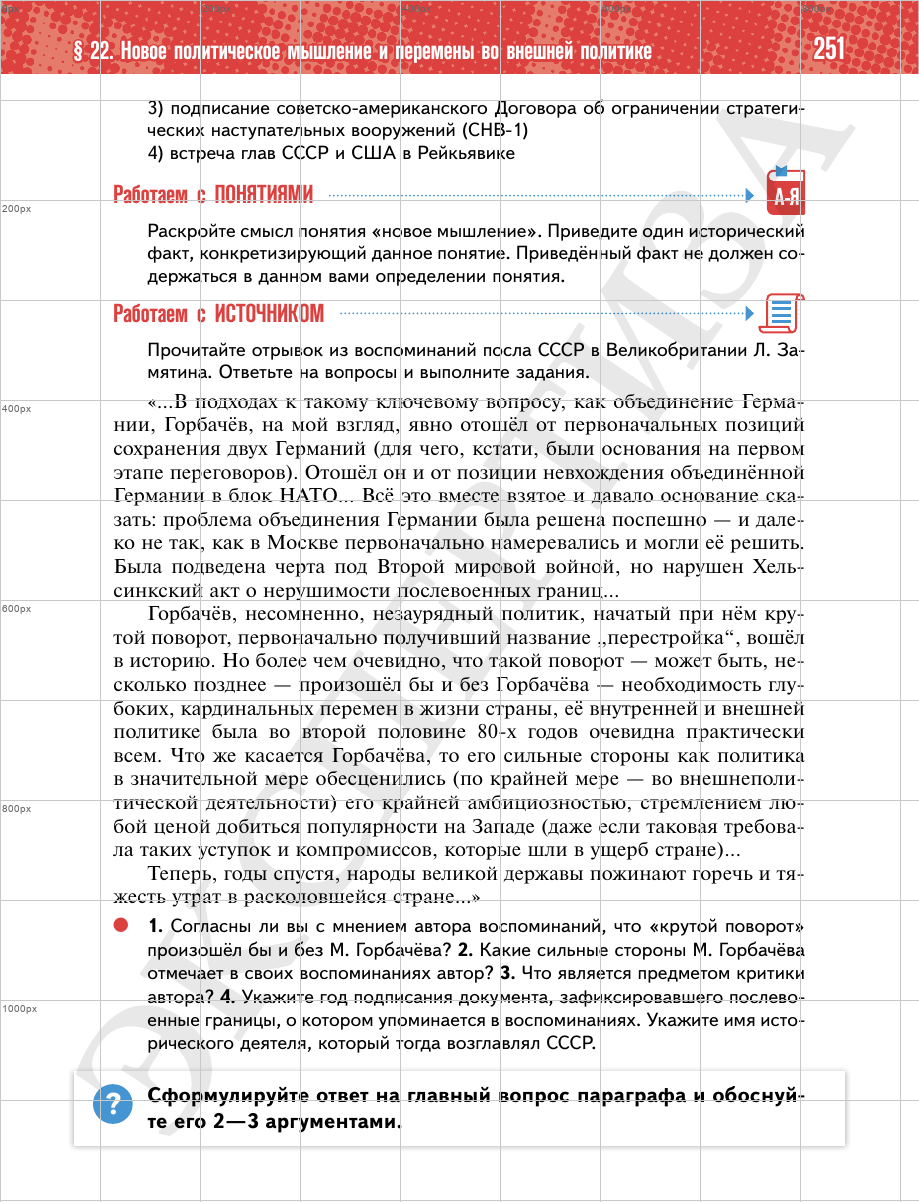 § 22. Новое политическое мышление и перемены во внешней политике 251
3) подписание советско-американского Договора об ограничении стратеги-
ческих наступательных вооружений (СНВ-1)
4) встреча глав СССР и США в Рейкьявике
Работаем с ПОНЯТИЯМИ
А-Я
Раскройте смысл понятия «новое мышление». Приведите один исторический
факт, конкретизирующий данное понятие. Приведённый факт не должен со-
держаться в данном вами определении понятия.
Работаем с ИСТОЧНИКОМ
Прочитайте отрывок из воспоминаний посла СССР в Великобритании Л. За-
мятина. Ответьте на вопросы и выполните задания.
«...В подходах к такому ключевому вопросу, как объединение Герма-
нии, Горбачёв, на мой взгляд, явно отошёл от первоначальных позиций
сохранения двух Германий (для чего, кстати, были основания на первом
этапе переговоров). Отошёл он и от позиции невхождения объединённой
Германии в блок НАТО... Всё это вместе взятое и давало основание ска-
зать: проблема объединения Германии была решена поспешно — и дале-
ко не так, как в Москве первоначально намеревались и могли её решить.
Была подведена черта под Второй мировой войной, но нарушен Хель-
синкский акт о нерушимости послевоенных границ...
Горбачёв, несомненно, незаурядный политик, начатый при нём кру-
той поворот, первоначально получивший название „перестройка“, вошёл
в историю. Но более чем очевидно, что такой поворот — может быть, не-
сколько позднее — произошёл бы и без Горбачёва — необходимость глу-
боких, кардинальных перемен в жизни страны, её внутренней и внешней
политике была во второй половине 80-х годов очевидна практически
всем. Что же касается Горбачёва, то его сильные стороны как политика
в значительной мере обесценились (по крайней мере — во внешнеполи-
тической деятельности) его крайней амбициозностью, стремлением лю-
бой ценой добиться популярности на Западе (даже если таковая требова-
ла таких уступок и компромиссов, которые шли в ущерб стране)...
Теперь, годы спустя, народы великой державы пожинают горечь и тя-
жесть утрат в расколовшейся стране...»
1. Согласны ли вы с мнением автора воспоминаний, что «крутой поворот»
произошёл бы и без М. Горбачёва? 2. Какие сильные стороны М. Горбачёва
отмечает в своих воспоминаниях автор? 3. Что является предметом критики
автора? 4. Укажите год подписания документа, зафиксировавшего послево-
енные границы, о котором упоминается в воспоминаниях. Укажите имя исто-
рического деятеля, который тогда возглавлял СССР.
? Сформулируйте ответ на главный вопрос параграфа и обоснуй-
те его 2—3 аргументами.
ЭКСПЕРТИЗА
200px
400px
600px
800px
1000px